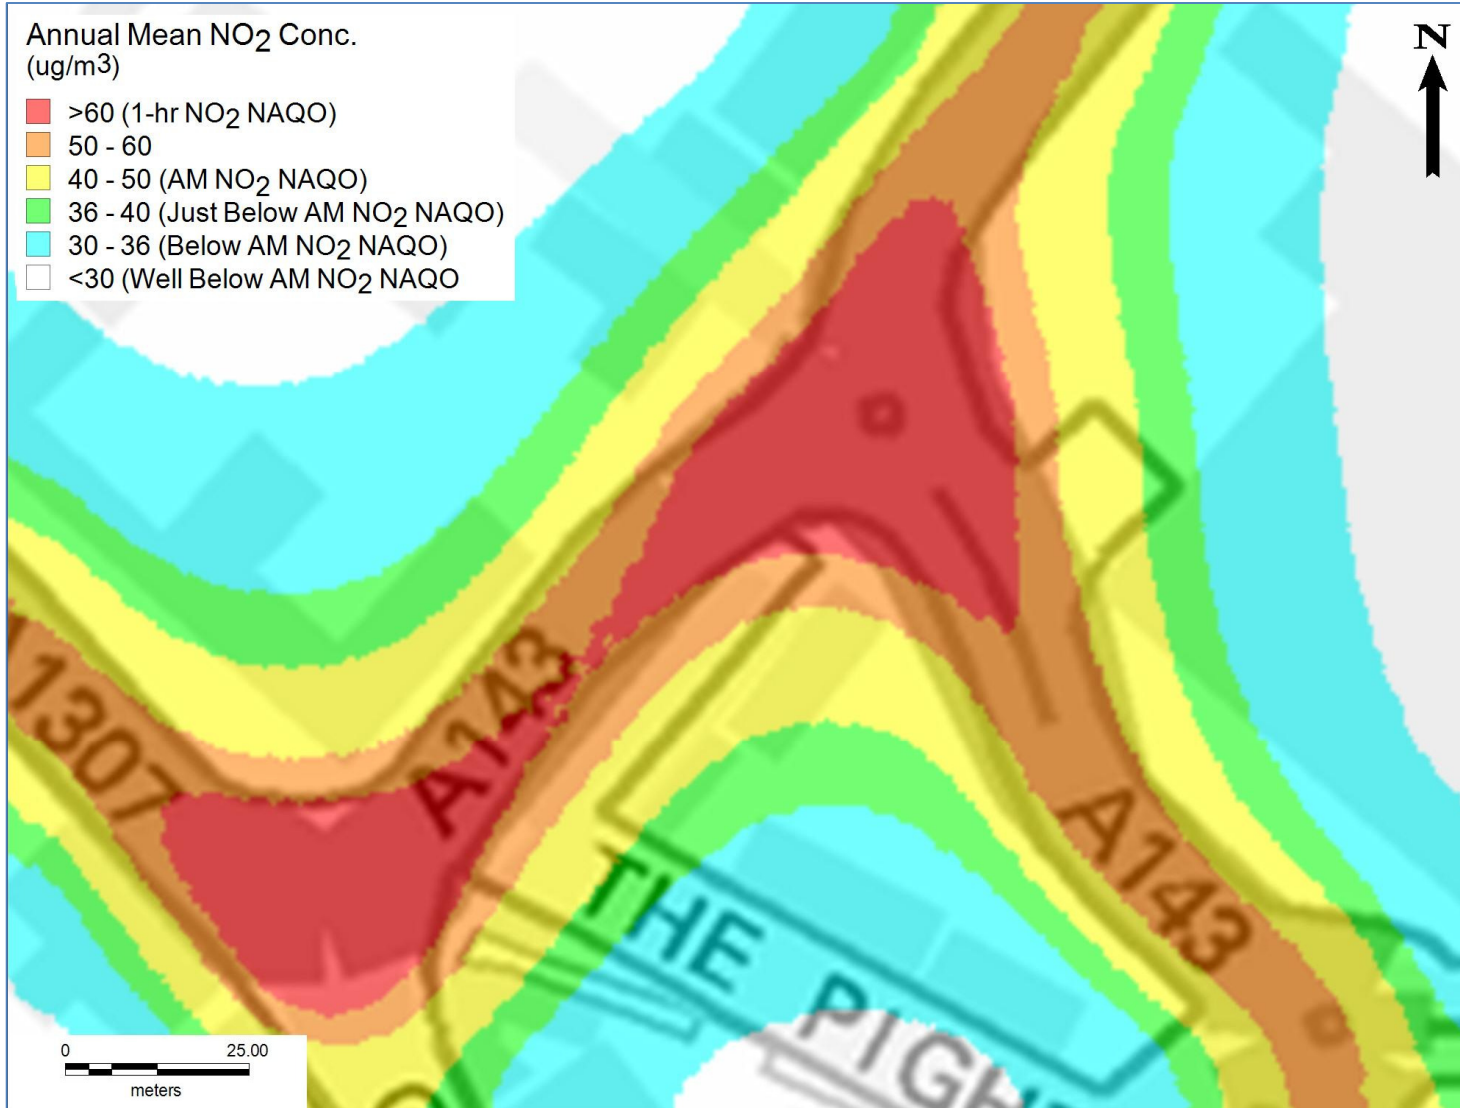 Annual Mean NO2 Conc.
(ug/m3)
>60 (1-hr NO2 NAQO)
50 - 60
40 - 50 (AM NO2 NAQO)
36 - 40 (Just Below AM NO2 NAQO)
30 - 36 (Below AM NO2 NAQO)
<30 (Well Below AM NO2 NAQO
N
A143
1307
A143
THE PIGH
0 25.00
meters